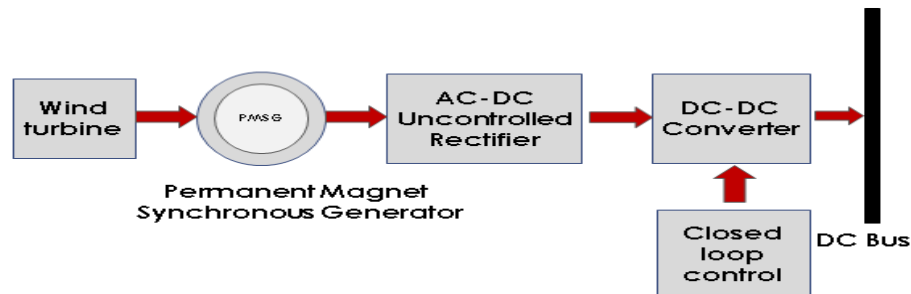 Wind
turbine
PMSG
AC-DC
Uncontrolled
Rectifier
DC-DC
Converter
Permanent Magnet
Synchronous Generator
Closed
loop
control
DC Bus